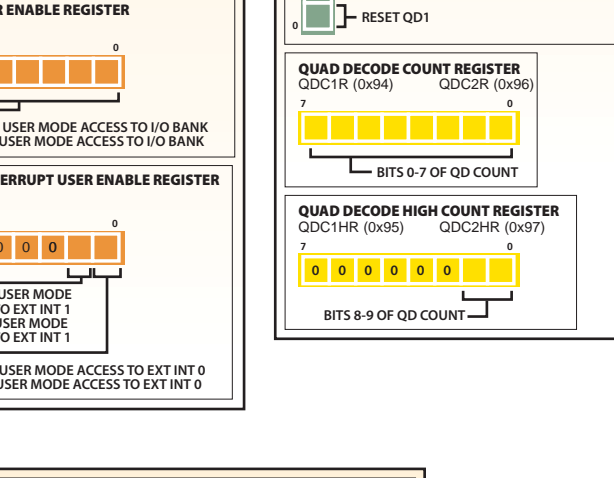 ENABLE REGISTER
0
USER MODE ACCESS TO I/O BANK
USER MODE ACCESS TO I/O BANK
USER ENABLE REGISTER
0
0 0
USER MODE
EXT INT 1
USER MODE
EXT INT 1
USER MODE ACCESS TO EXT INT 0
USER MODE ACCESS TO EXT INT 0
0
RESET QD1
QUAD DECODE COUNT REGISTER
QDC1R (0x94) QDC2R (0x96)
7 0
BITS 0-7 OF QD COUNT
QUAD DECODE HIGH COUNT REGISTER
QDC1HR (0x95) QDC2HR (0x97)
7 0
0 0 0 0 0 0
BITS 8-9 OF QD COUNT